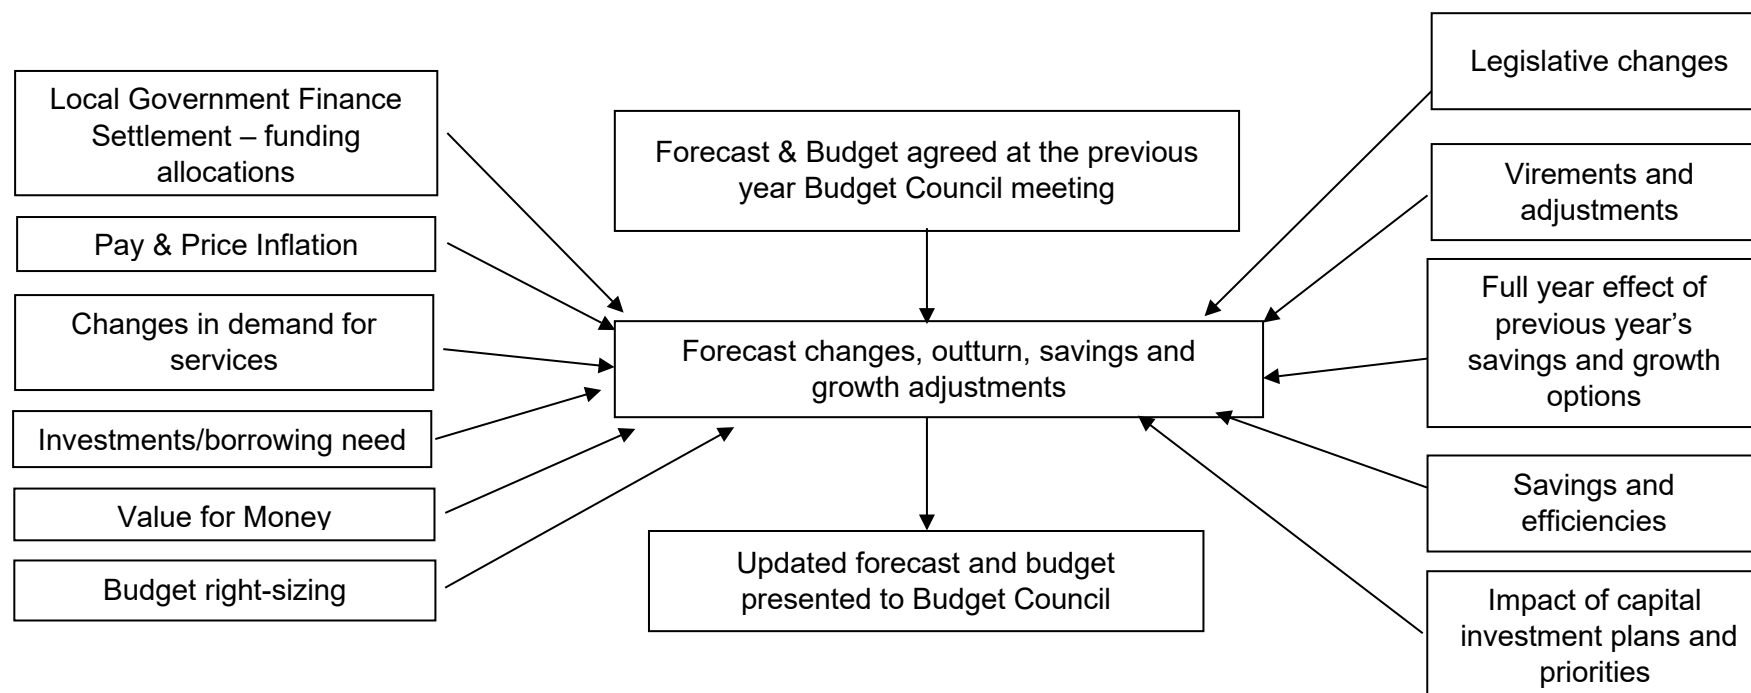 Local Government Finance
Settlement – funding
allocations
Pay & Price Inflation
Changes in demand for
services
Investments/borrowing need
Value for Money
Budget right-sizing
Forecast & Budget agreed at the previous
year Budget Council meeting
Forecast changes, outturn, savings and
growth adjustments
Updated forecast and budget
presented to Budget Council
Legislative changes
Virements and
adjustments
Full year effect of
previous year’s
savings and growth
options
Savings and
efficiencies
Impact of capital
investment plans and
priorities